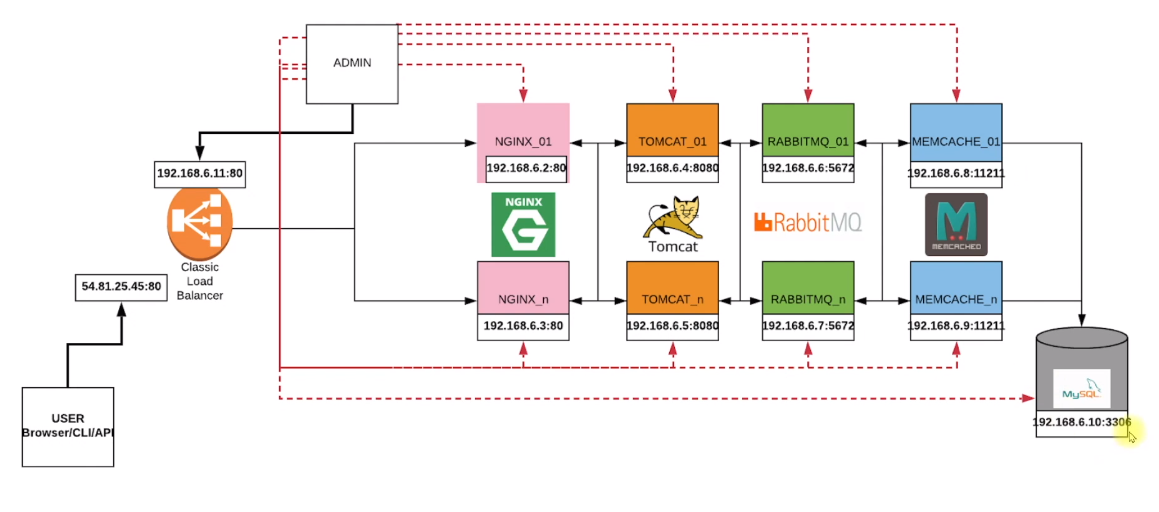 ADMIN
NGINX_01
192.168.6.2:80
TOMCAT_01
192.168.6.4:8080
RABBITMQ_01
192.168.6.6:5672
MEMCACHE_01
192.168.6.8:11211
192.168.6.11:80
Classic
Load
Balancer
NGINX
Tomcat
RabbitMQ
MEMCACHED
54.81.25.45:80
NGINX_n
192.168.6.3:80
TOMCAT_n
192.168.6.5:8080
RABBITMQ_n
192.168.6.7:5672
MEMCACHE_n
192.168.6.9:11211
USER
Browser/CLI/API
MySQL
192.168.6.10:3306